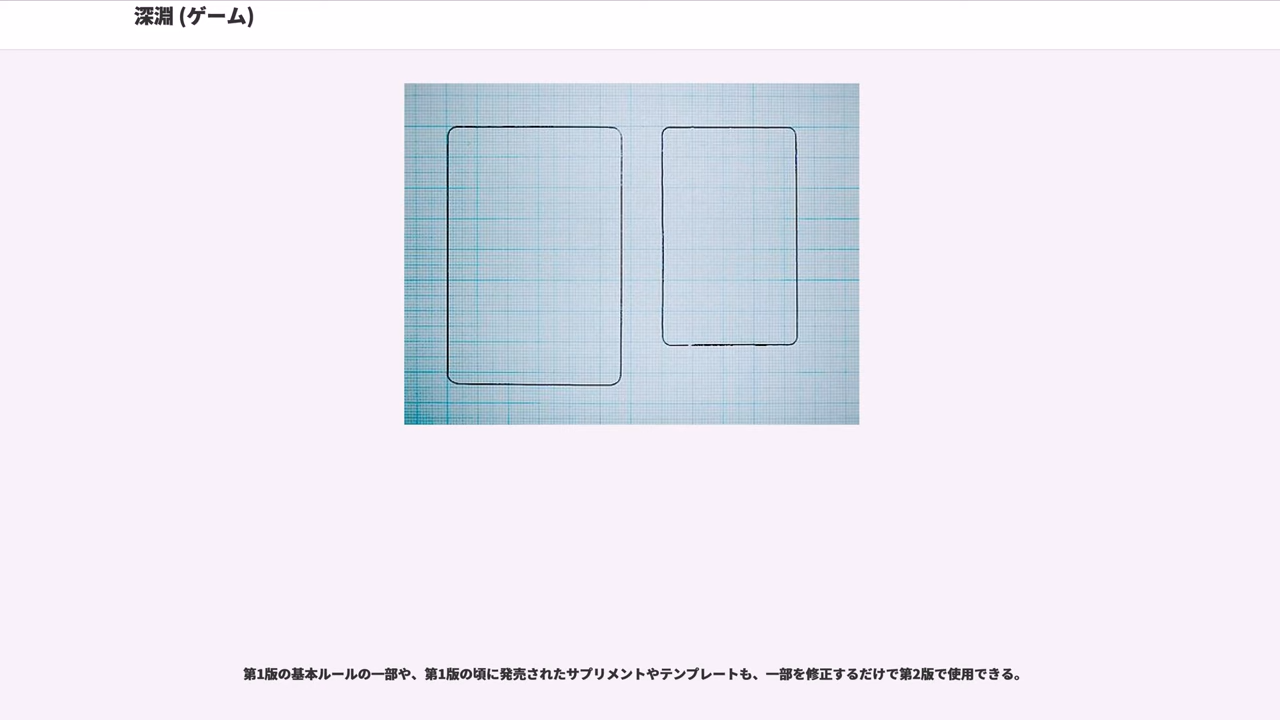 深淵 (ゲーム)
第1版の基本ルールの一部や、第1版の頃に発売されたサプリメントやテンプレートも、一部を修正するだけで第2版で使用できる。